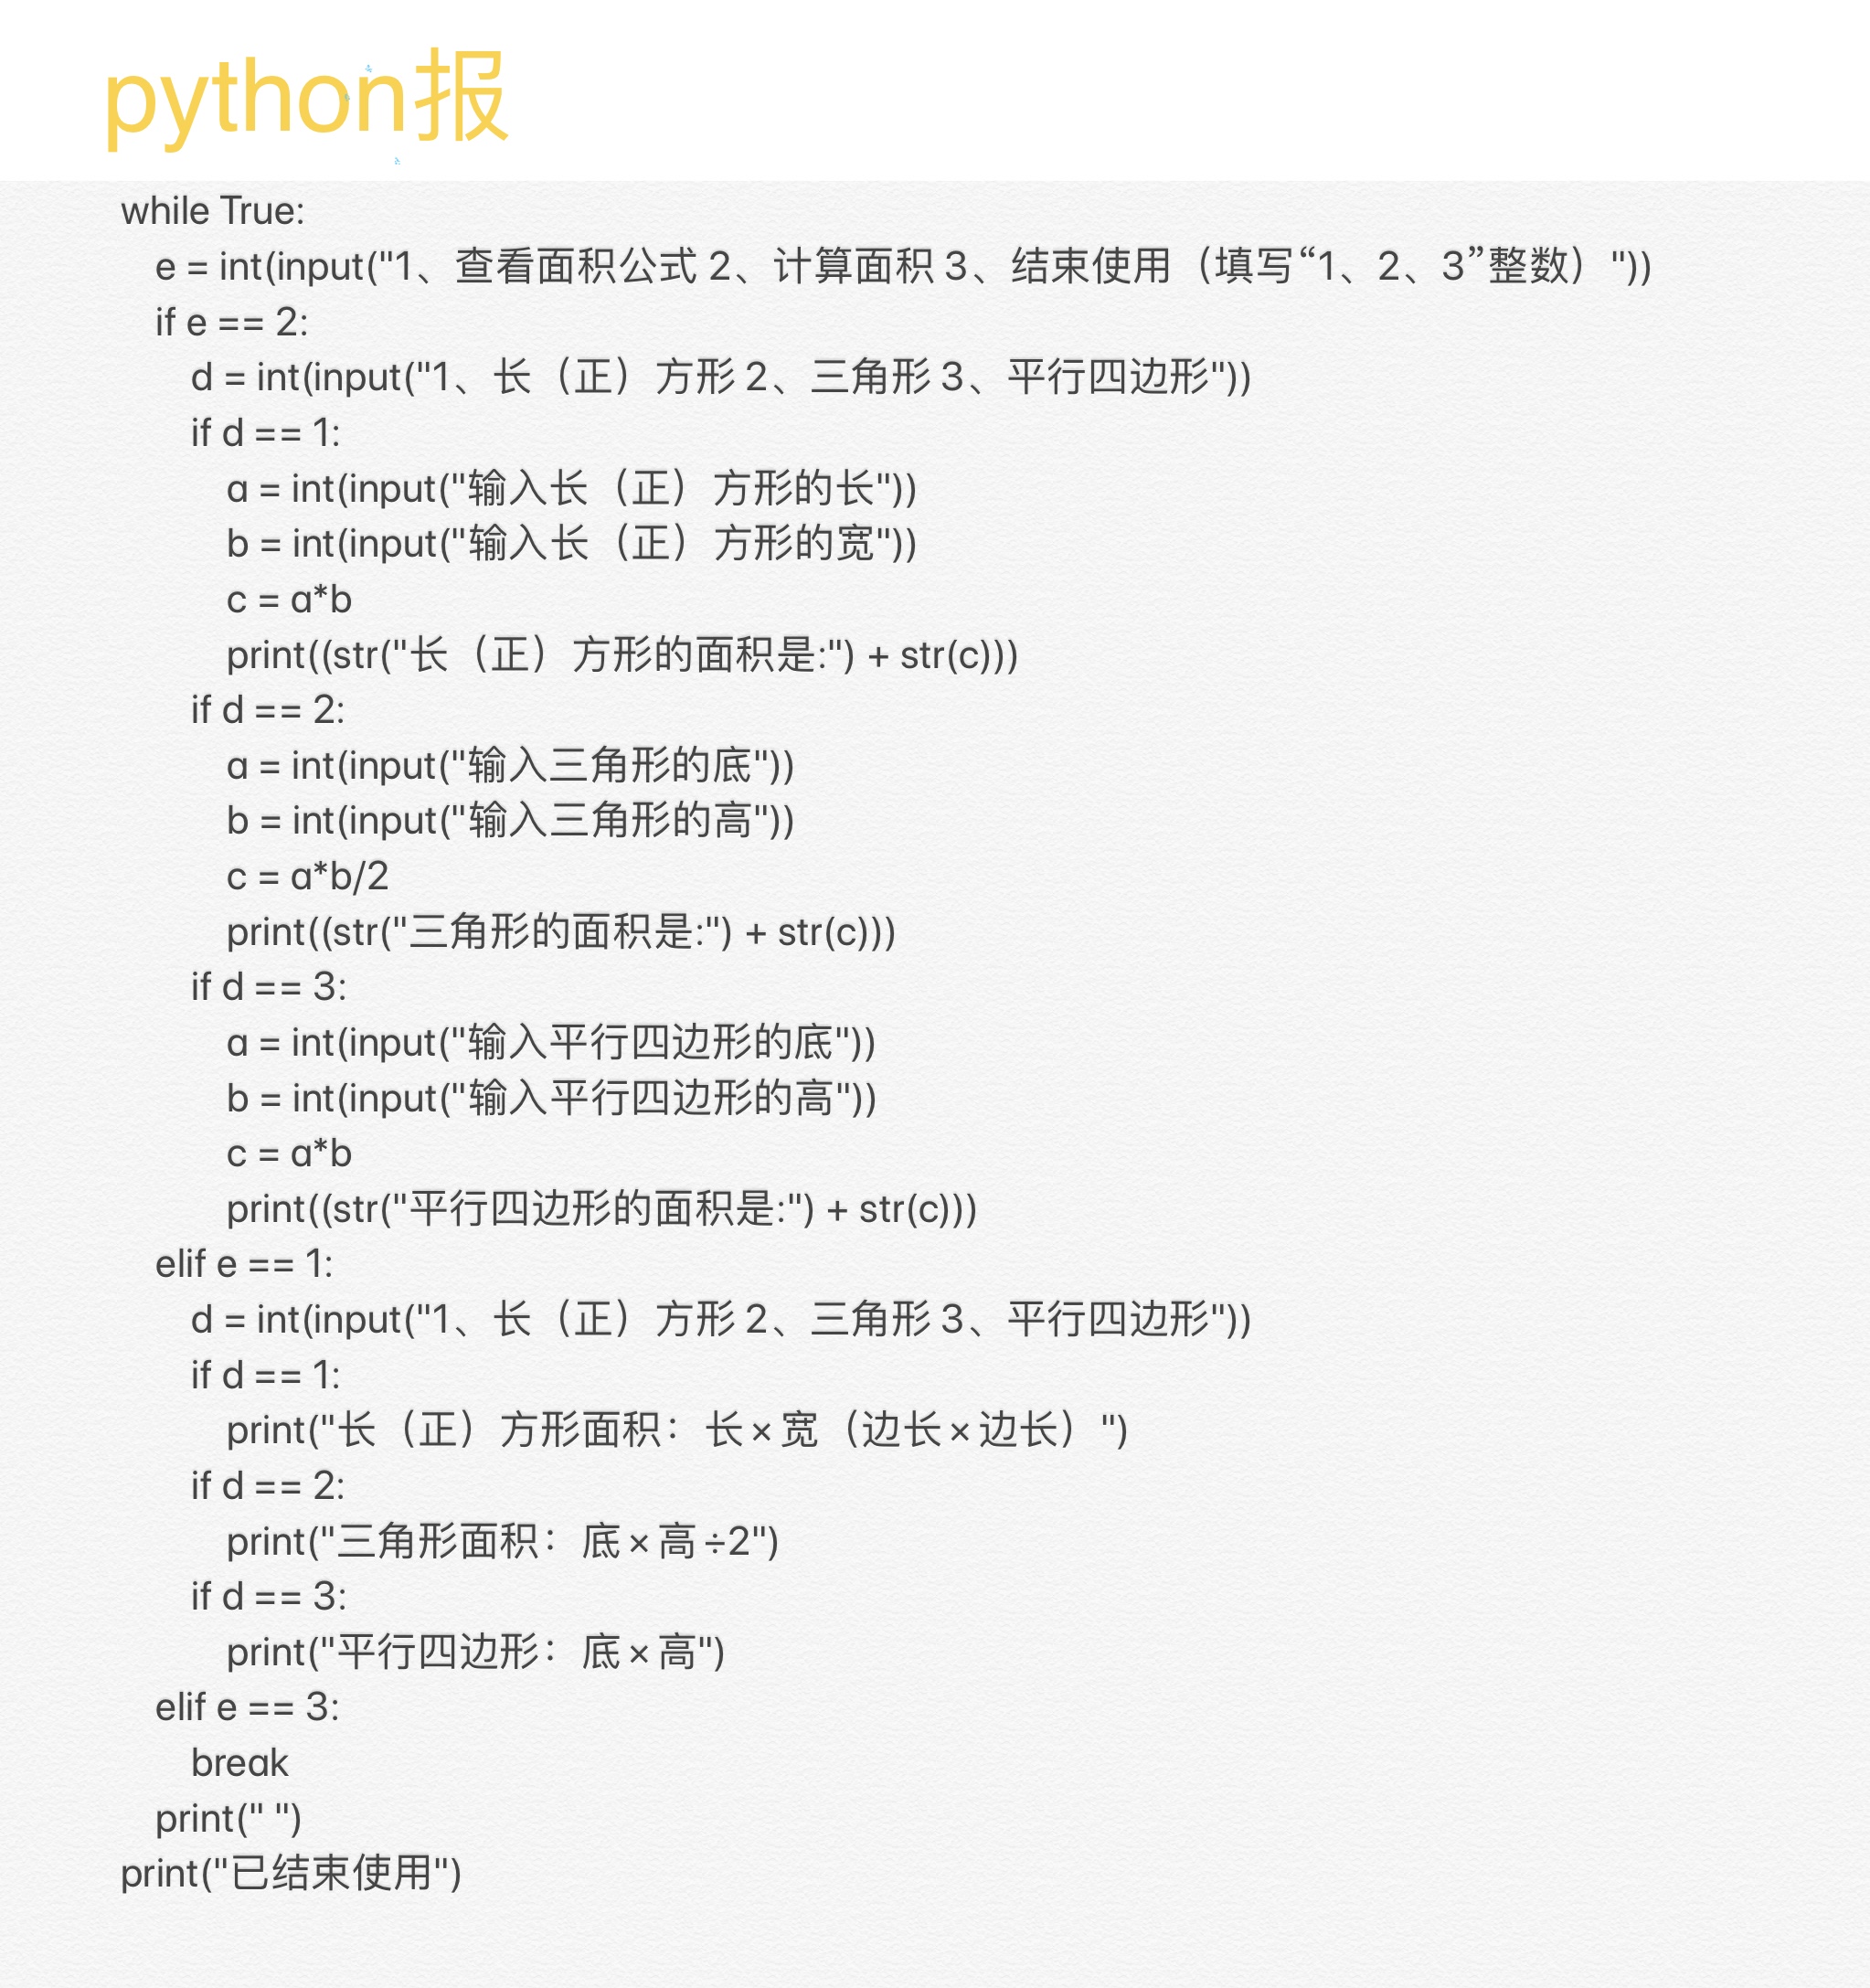 python报
while True:
e = int(input("1、查看面积公式 2、计算面积 3、结束使用（填写“1、2、3”整数）"))
if e == 2:
d = int(input("1、长（正）方形 2、三角形 3、平行四边形"))
if d == 1:
a = int(input("输入长（正）方形的长"))
b = int(input("输入长（正）方形的宽"))
c = a*b
print((str("长（正）方形的面积是:") + str(c)))
if d == 2:
a = int(input("输入三角形的底"))
b = int(input("输入三角形的高"))
c = a*b/2
print((str("三角形的面积是:") + str(c)))
if d == 3:
a = int(input("输入平行四边形的底"))
b = int(input("输入平行四边形的高"))
c = a*b
print((str("平行四边形的面积是:") + str(c)))
elif e == 1:
d = int(input("1、长（正）方形 2、三角形 3、平行四边形"))
if d == 1:
print("长（正）方形面积：长×宽（边长×边长）")
if d == 2:
print("三角形面积：底×高÷2")
if d == 3:
print("平行四边形：底×高")
elif e == 3:
break
print(" ")
print("已结束使用")